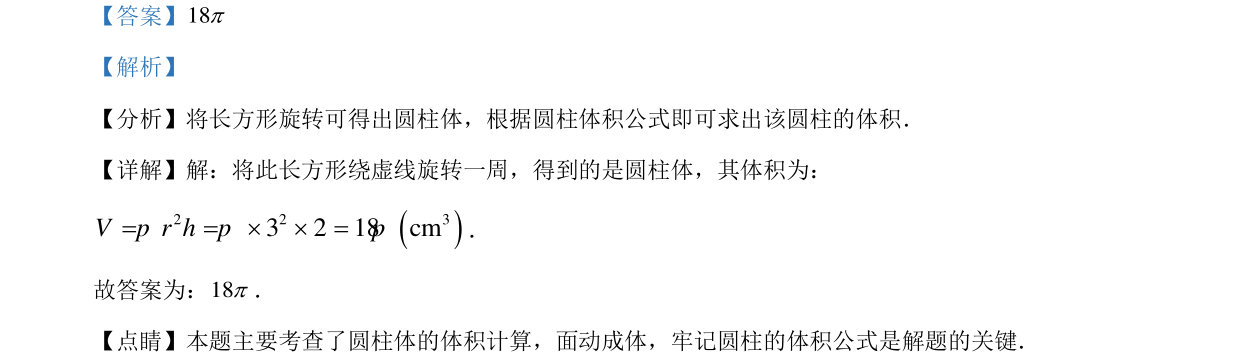 【答案】18π
【解析】
【分析】将长方形旋转可得出圆柱体，根据圆柱体积公式即可求出该圆柱的体积．
【详解】解：将此长方形绕虚线旋转一周，得到的是圆柱体，其体积为：
V =p r²h =p ×3²×2=18p (cm³)．
故答案为：18π．
【点睛】本题主要考查了圆柱体的体积计算，面动成体，牢记圆柱的体积公式是解题的关键．